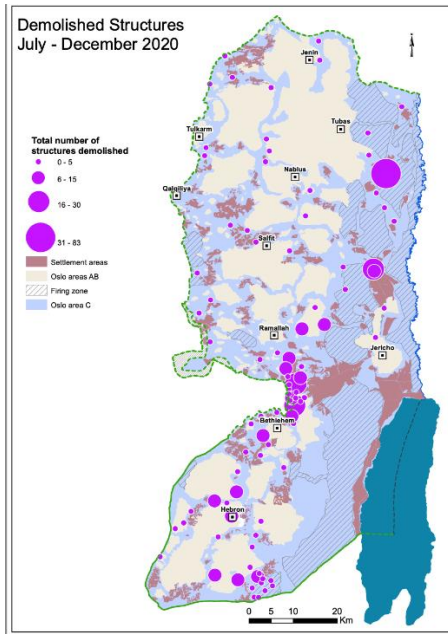 Demolished Structures
July - December 2020
Total number of
structures demolished
0 - 5
6 - 15
16 - 30
31 - 83
Settlement areas
Oslo areas AB
Firing zone
Oslo area C
Jenin
Tulkarm
Tubas
Nablus
Qalqiliya
Salfit
Ramallah
Jericho
Bethlehem
Hebron
0 10 20
Km